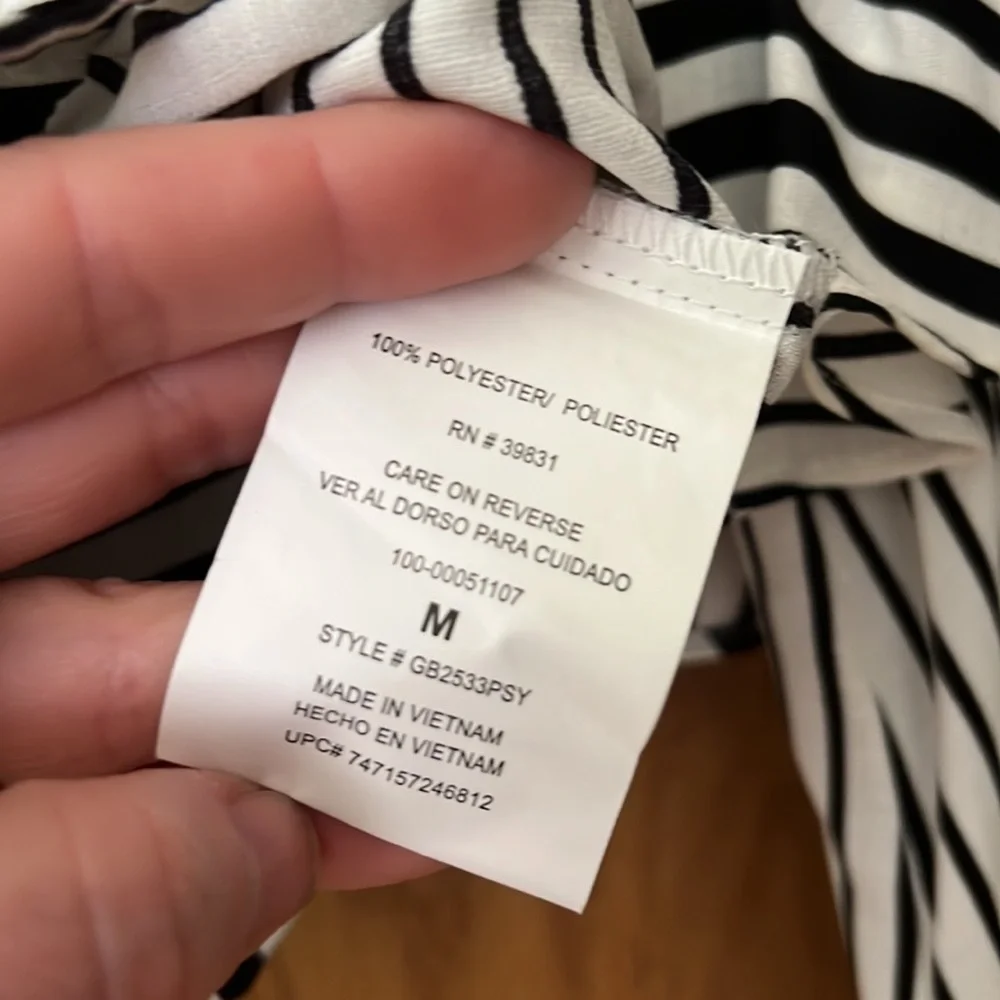 100% POLYESTER/ POLIESTER
RN # 39831
CARE ON REVERSE
VER AL DORSO PARA CUIDADO
100-00051107
M
STYLE # GB2533PSY
MADE IN VIETNAM
HECHO EN VIETNAM
UPC# 747157246812